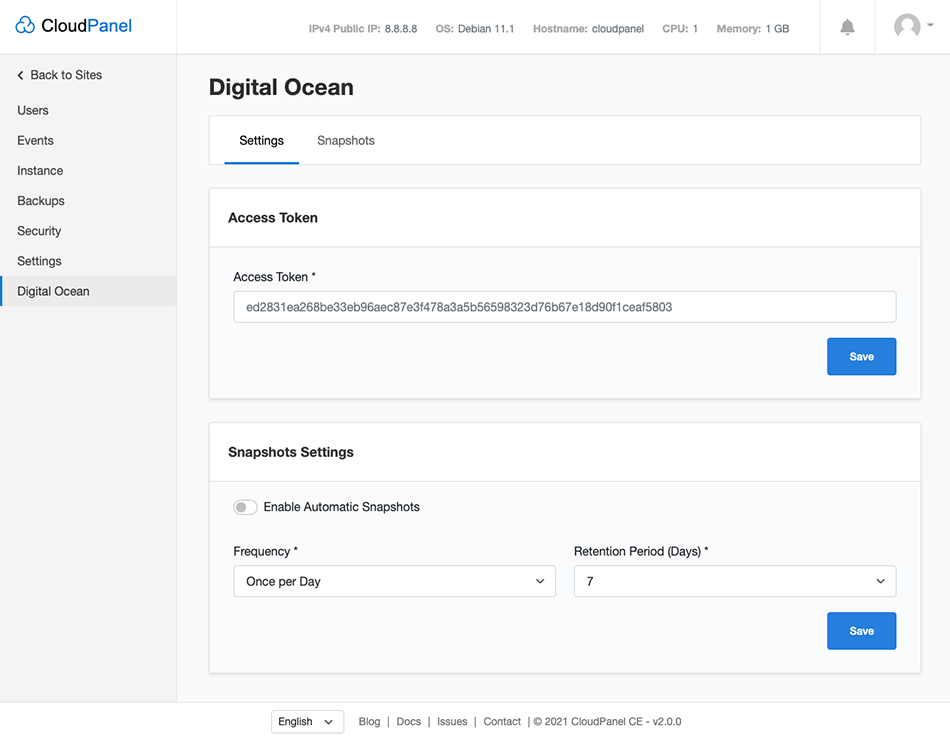 CloudPanel
IPv4 Public IP: 8.8.8.8 OS: Debian 11.1 Hostname: cloudpanel CPU: 1 Memory: 1 GB
Back to Sites
Users
Events
Instance
Backups
Security
Settings
Digital Ocean
Digital Ocean
Settings Snapshots
Access Token
Access Token *
ed2831ea268be33eb96aec87e3f478a3a5b56598323d76b67e18d90f1ceaf5803
Save
Snapshots Settings
Enable Automatic Snapshots
Frequency * Retention Period (Days) *
Once per Day 7
Save
English Blog | Docs | Issues | Contact | © 2021 CloudPanel CE - v2.0.0